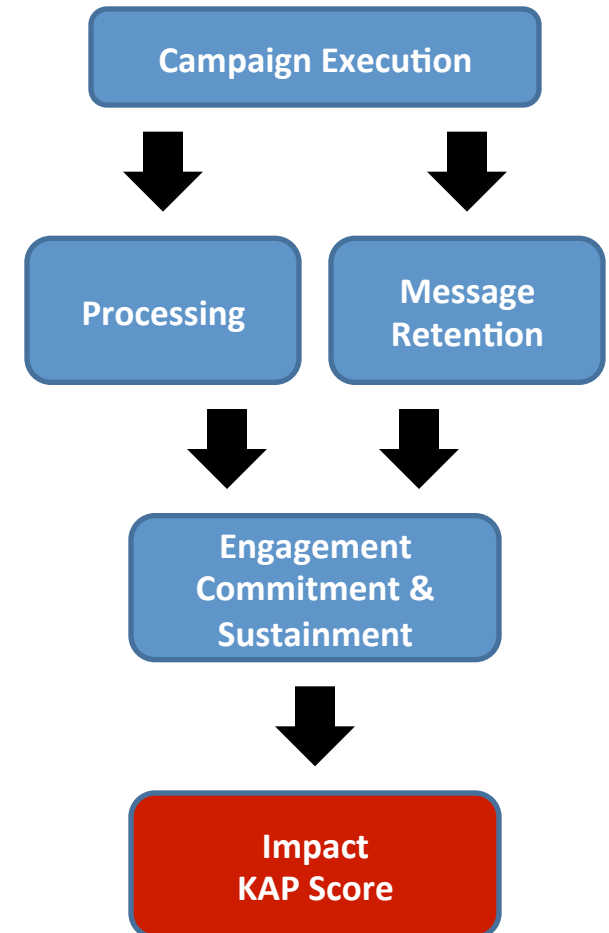 Campaign Execution
Processing
Message
Retention
Engagement
Commitment &
Sustainment
Impact
KAP Score